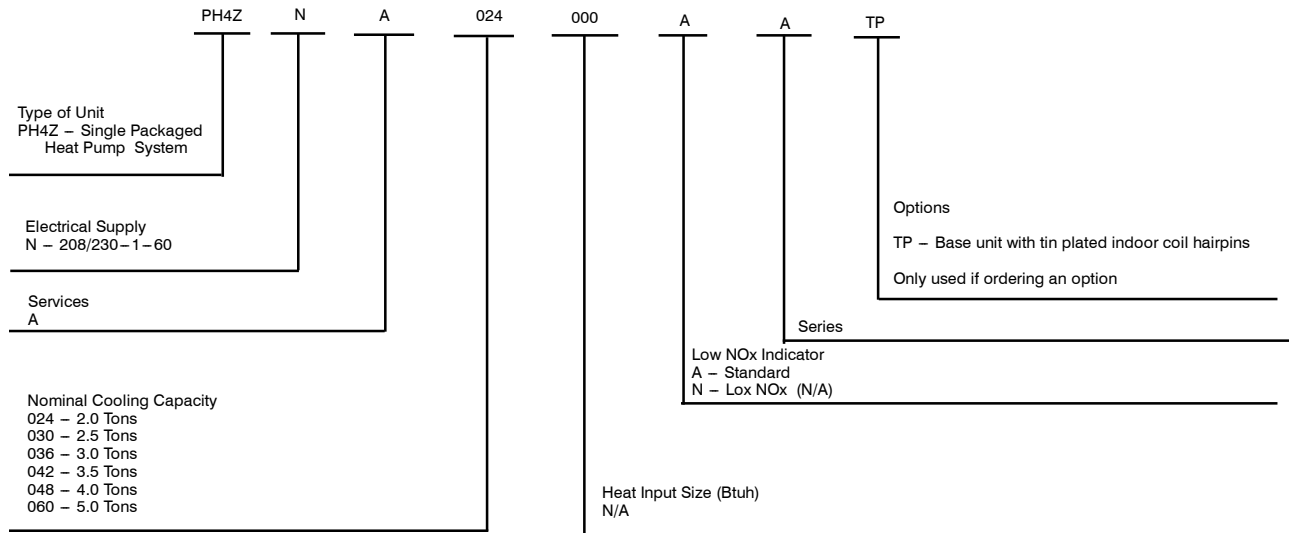 PH4Z N A 024 000 A A TP
Type of Unit
PH4Z – Single Packaged
Heat Pump System
Electrical Supply
N – 208/230–1–60
Services
A
Nominal Cooling Capacity
024 – 2.0 Tons
030 – 2.5 Tons
036 – 3.0 Tons
042 – 3.5 Tons
048 – 4.0 Tons
060 – 5.0 Tons
Heat Input Size (Btuh)
N/A
Low NOx Indicator
A – Standard
N – Lox NOx (N/A)
Series
Options
TP – Base unit with tin plated indoor coil hairpins
Only used if ordering an option